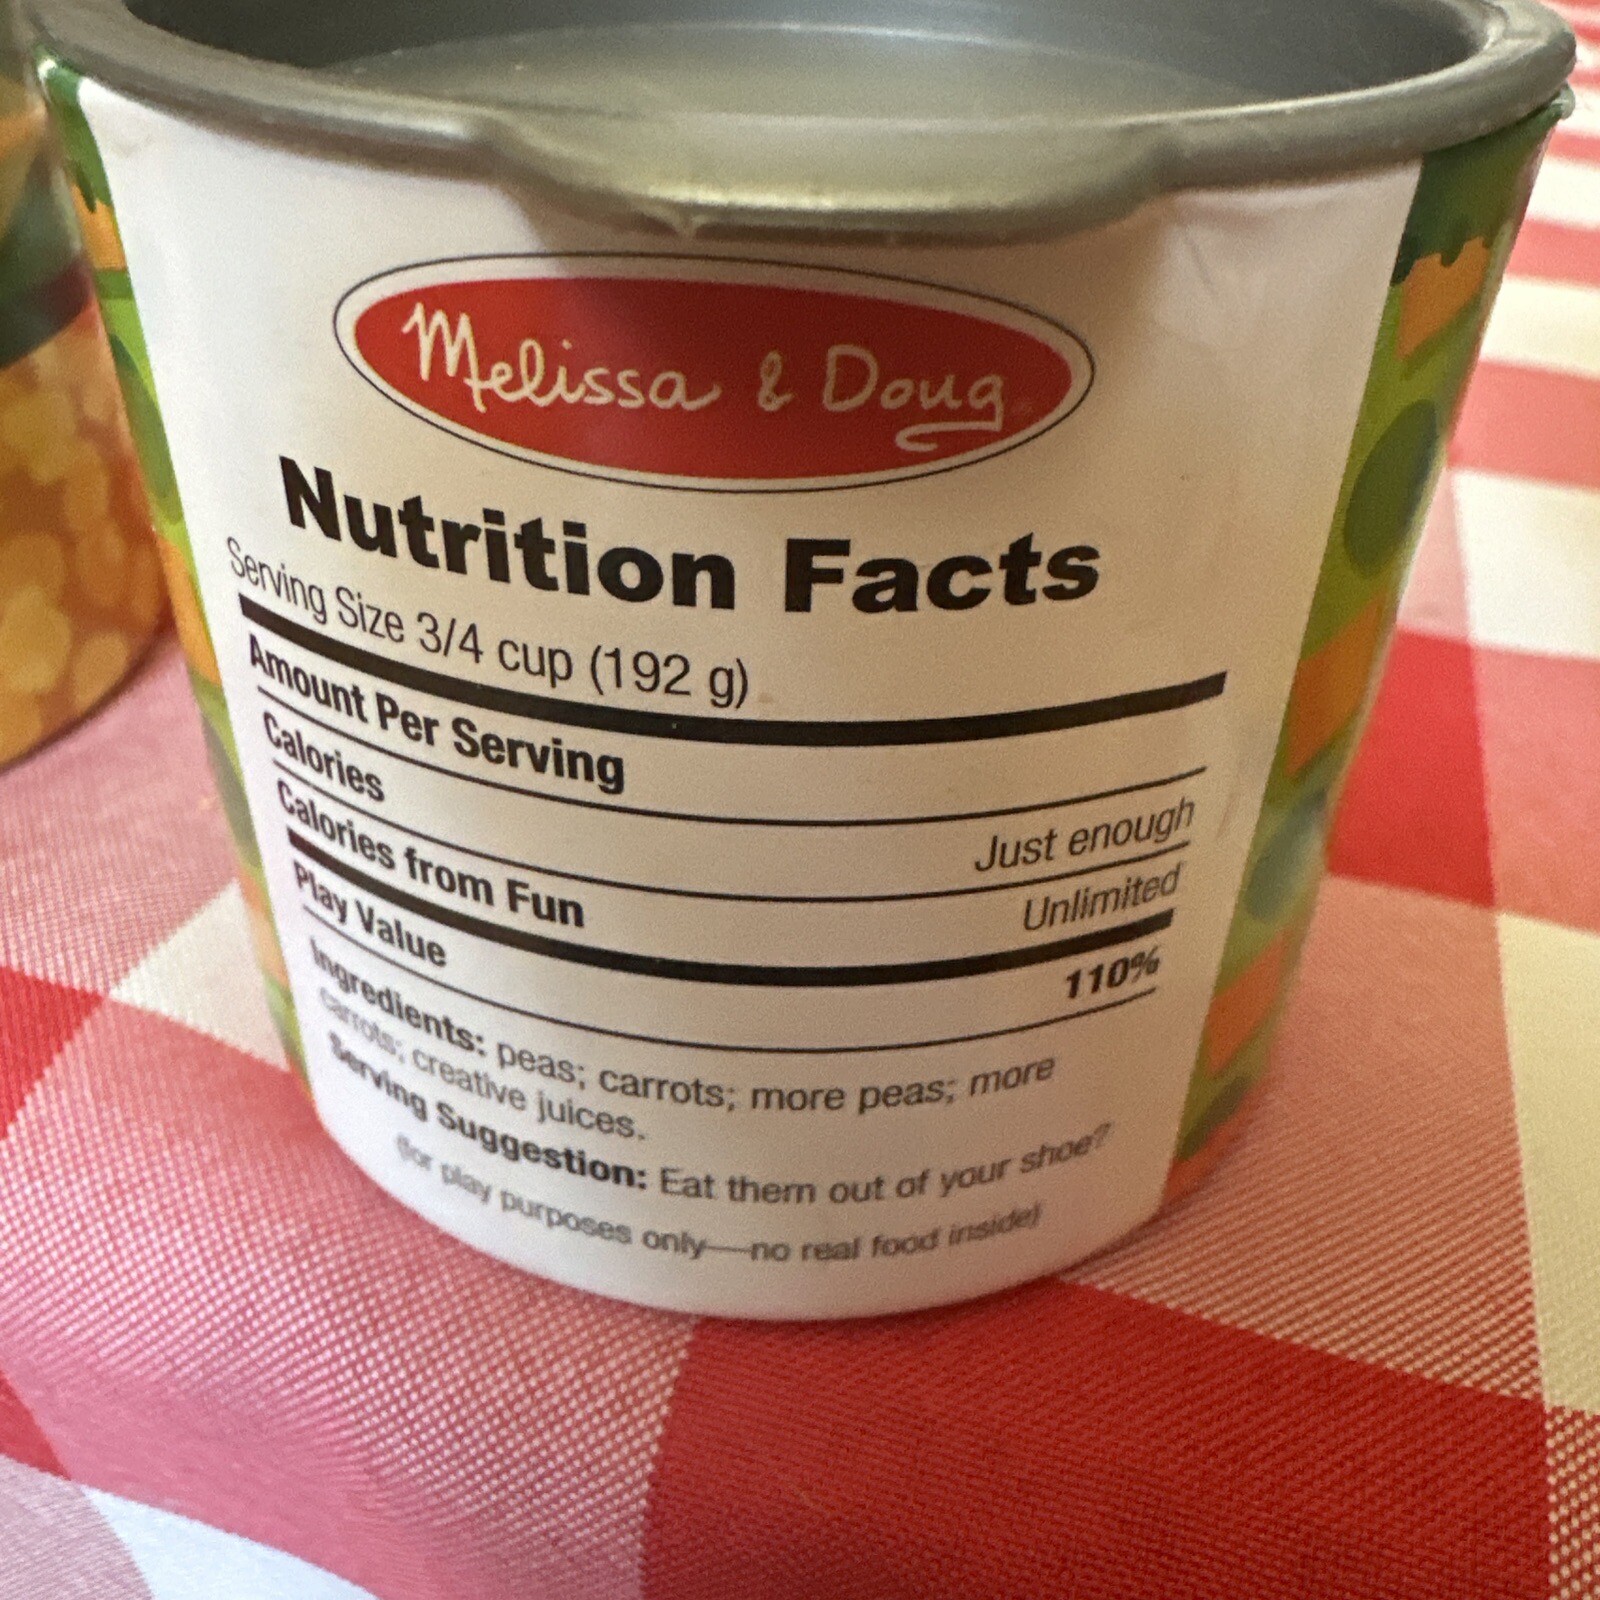 Melissa & Doug
Nutrition Facts
Serving Size 3/4 cup (192 g)
Amount Per Serving
Calories Just enough
Calories from Fun Unlimited
Play Value 110%
Ingredients: peas; carrots; more peas; more
carrots; creative juices.
Serving Suggestion: Eat them out of your shoe?
(for play purposes only—no real food inside)